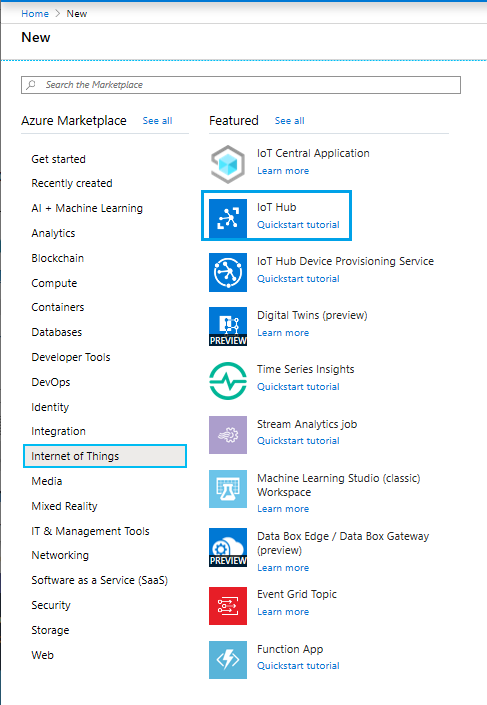 Home > New
New
Search the Marketplace
Azure Marketplace See all
Get started
Recently created
AI + Machine Learning
Analytics
Blockchain
Compute
Containers
Databases
Developer Tools
DevOps
Identity
Integration
Internet of Things
Media
Mixed Reality
IT & Management Tools
Networking
Software as a Service (SaaS)
Security
Storage
Web
Featured See all
IoT Central Application
Learn more
IoT Hub
Quickstart tutorial
IoT Hub Device Provisioning Service
Quickstart tutorial
PREVIEW
Digital Twins (preview)
Learn more
Time Series Insights
Quickstart tutorial
Stream Analytics job
Quickstart tutorial
Machine Learning Studio (classic)
Workspace
Learn more
PREVIEW
Data Box Edge / Data Box Gateway
(preview)
Learn more
Event Grid Topic
Learn more
Function App
Quickstart tutorial